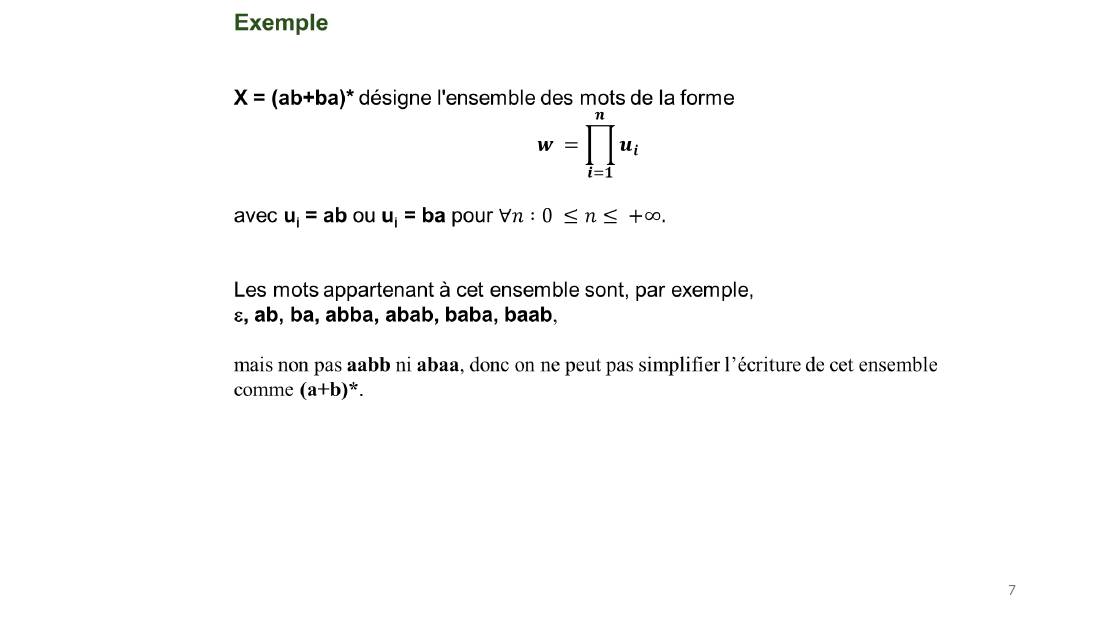 Exemple
X = (ab+ba)* désigne l'ensemble des mots de la forme
n
w = ∏ uᵢ
i=1
avec uᵢ = ab ou uᵢ = ba pour ∀n : 0 ≤ n ≤ +∞.
Les mots appartenant à cet ensemble sont, par exemple,
ε, ab, ba, abba, abab, baba, baab,
mais non pas aabb ni abaa, donc on ne peut pas simplifier l’écriture de cet ensemble
comme (a+b)*.
7